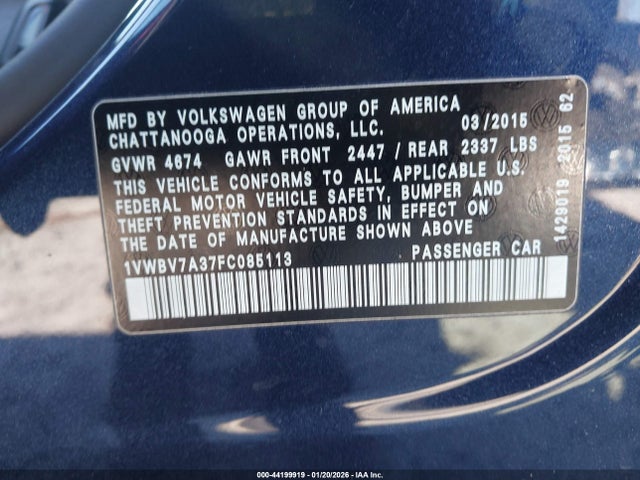 MFD BY VOLKSWAGEN GROUP OF AMERICA
CHATTANOOGA OPERATIONS, LLC. 03/2015
GVWR 4674 GAWR FRONT 2447 / REAR 2337 LBS
THIS VEHICLE CONFORMS TO ALL APPLICABLE U.S.
FEDERAL MOTOR VEHICLE SAFETY, BUMPER AND
THEFT PREVENTION STANDARDS IN EFFECT ON
THE DATE OF MANUFACTURE SHOWN ABOVE
1VWBV7A37FC085113 PASSENGER CAR
1429019 2015 62
000-44199919 | 01/20/2026 | IAA Inc.